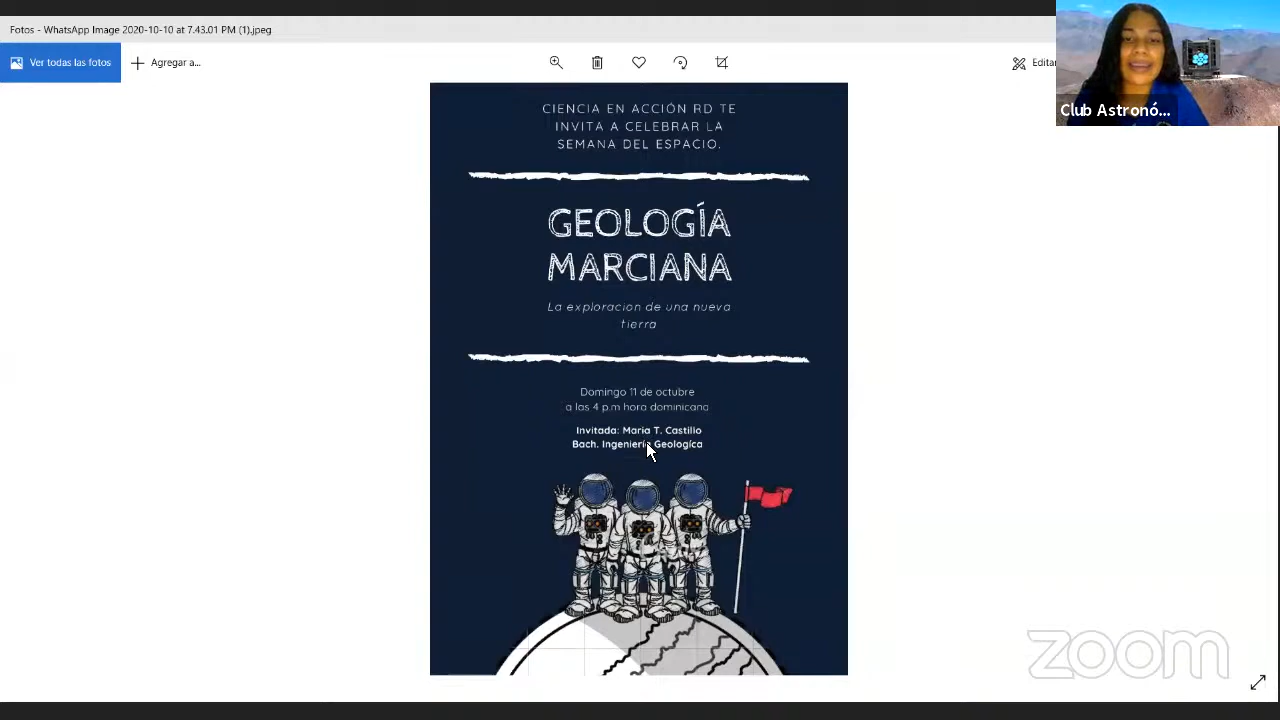 Fotos - WhatsApp Image 2020-10-10 at 7.43.01 PM (1).jpeg
Ver todas las fotos
Agregar a...
Editar
Club Astronó...
CIENCIA EN ACCIÓN RD TE
INVITA A CELEBRAR LA
SEMANA DEL ESPACIO.
GEOLOGÍA
MARCIANA
La exploracion de una nueva
tierra
Domingo 11 de octubre
a las 4 p.m hora dominicana
Invitada: Maria T. Castillo
Bach. Ingeniería Geologíca
zoom